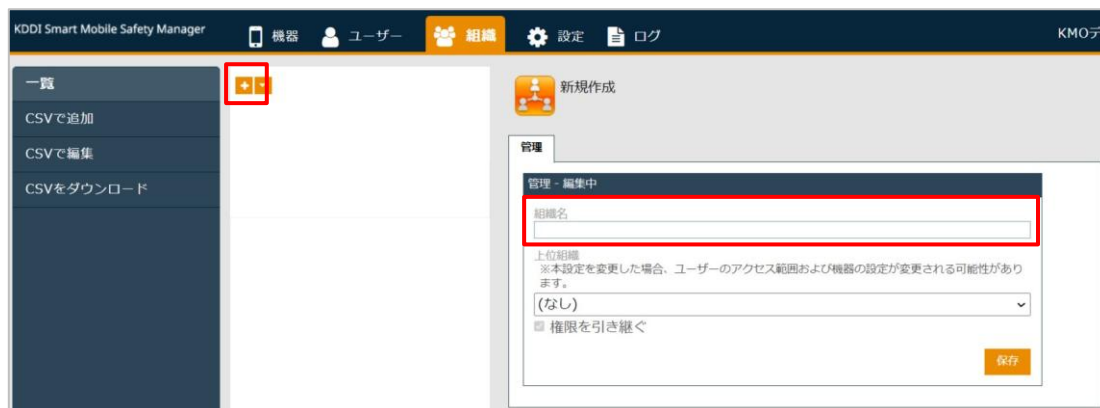 KDDI Smart Mobile Safety Manager
機器
ユーザー
組織
設定
ログ
KMOデ
一覧
CSVで追加
CSVで編集
CSVをダウンロード
新規作成
管理
管理 - 編集中
組織名
上位組織
※本設定を変更した場合、ユーザーのアクセス範囲および機器の設定が変更される可能性があり
ます。
(なし)
権限を引き継ぐ
保存